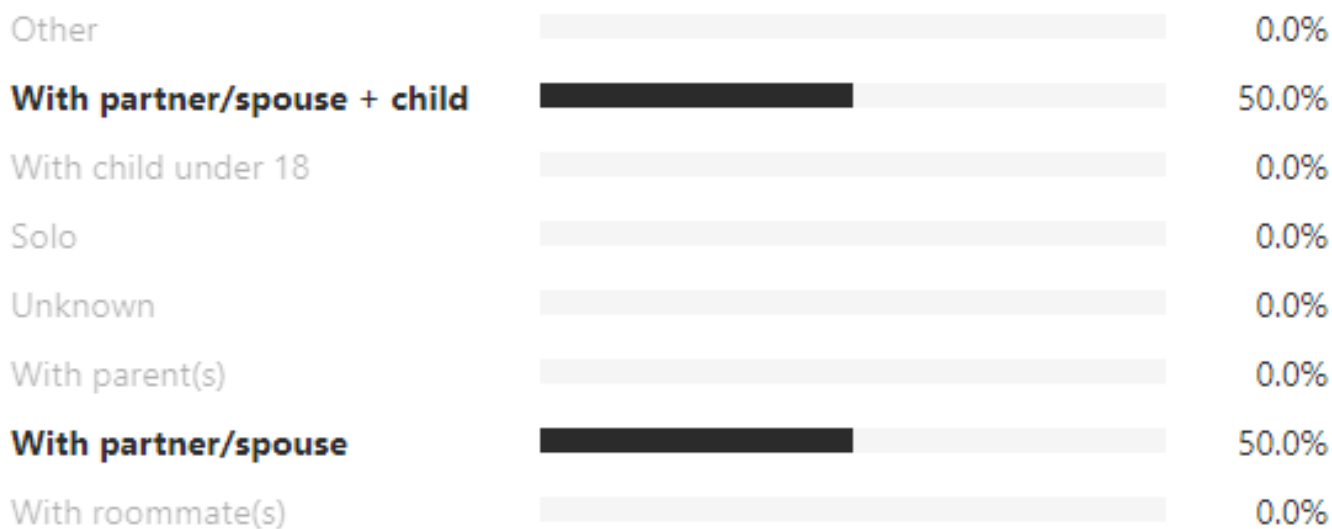 Other 0.0%
With partner/spouse + child 50.0%
With child under 18 0.0%
Solo 0.0%
Unknown 0.0%
With parent(s) 0.0%
With partner/spouse 50.0%
With roommate(s) 0.0%